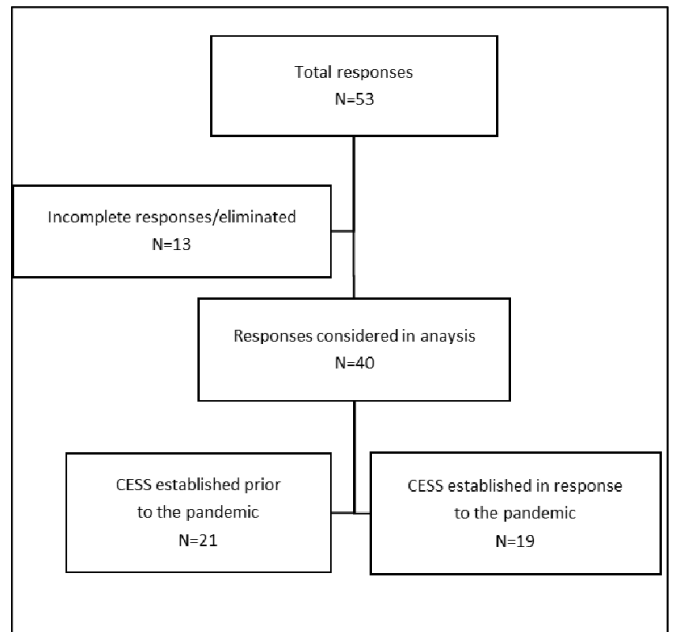 Total responses
N=53
Incomplete responses/eliminated
N=13
Responses considered in anaysis
N=40
CESS established prior
to the pandemic
N=21
CESS established in response
to the pandemic
N=19